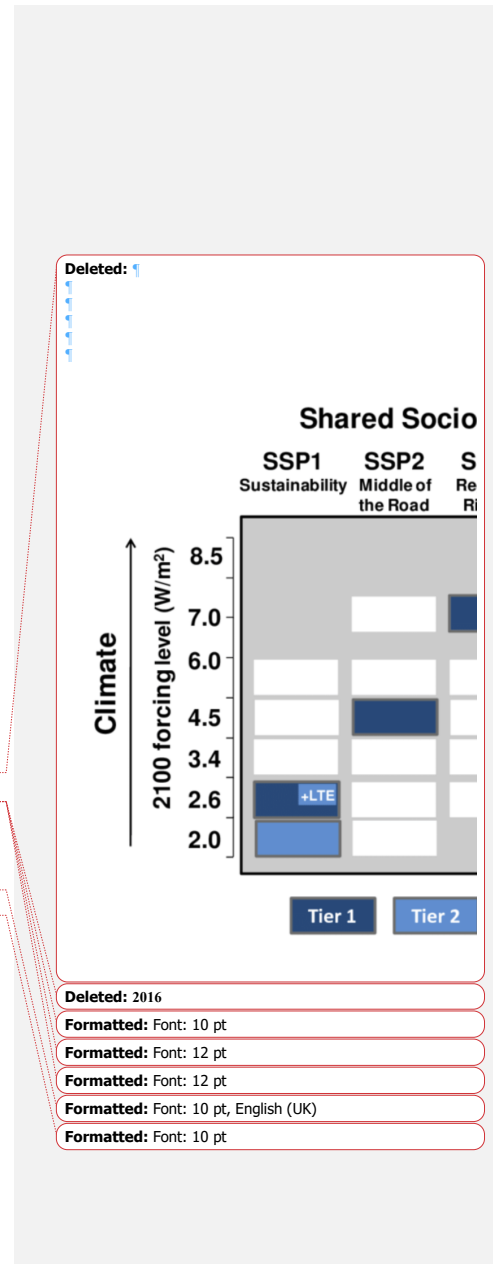 Deleted: ¶
¶
¶
¶
¶
¶
Shared Socio
SSP1 SSP2 S
Sustainability Middle of Re
the Road Ri
Climate
2100 forcing level (W/m²)
8.5
7.0
6.0
4.5
3.4
2.6 +LTE
2.0
Tier 1 Tier 2
Deleted: 2016
Formatted: Font: 10 pt
Formatted: Font: 12 pt
Formatted: Font: 12 pt
Formatted: Font: 10 pt, English (UK)
Formatted: Font: 10 pt